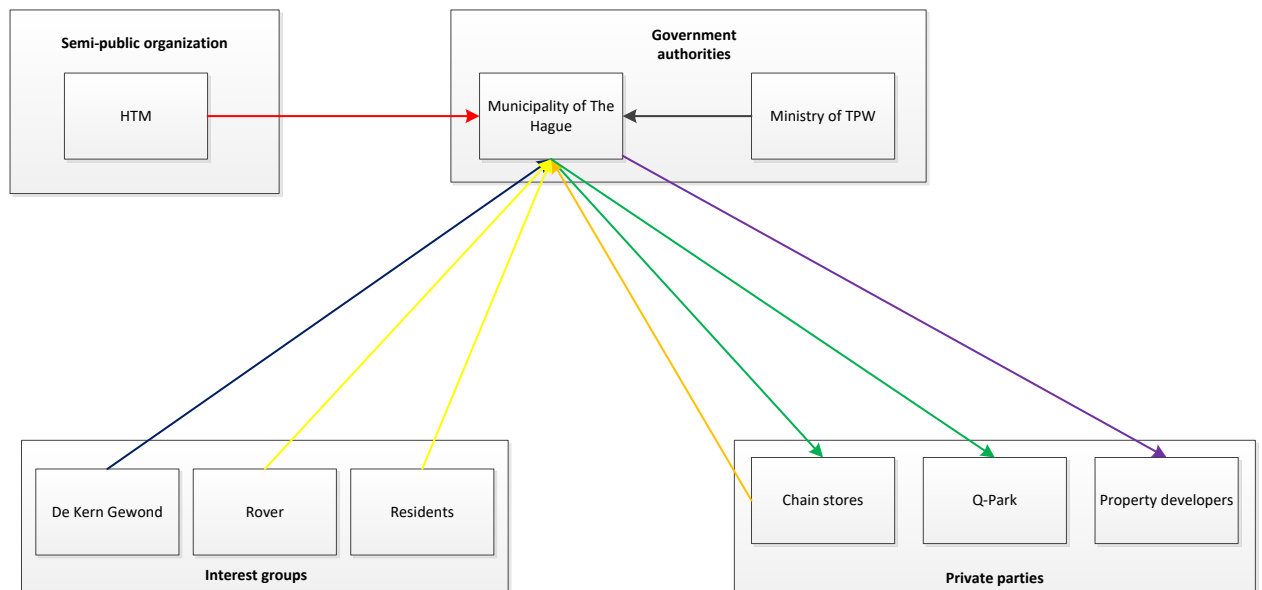 Semi-public organization
HTM
Government
authorities
Municipality of The
Hague
Ministry of TPW
De Kern Gewond
Rover
Residents
Interest groups
Chain stores
Q-Park
Property developers
Private parties